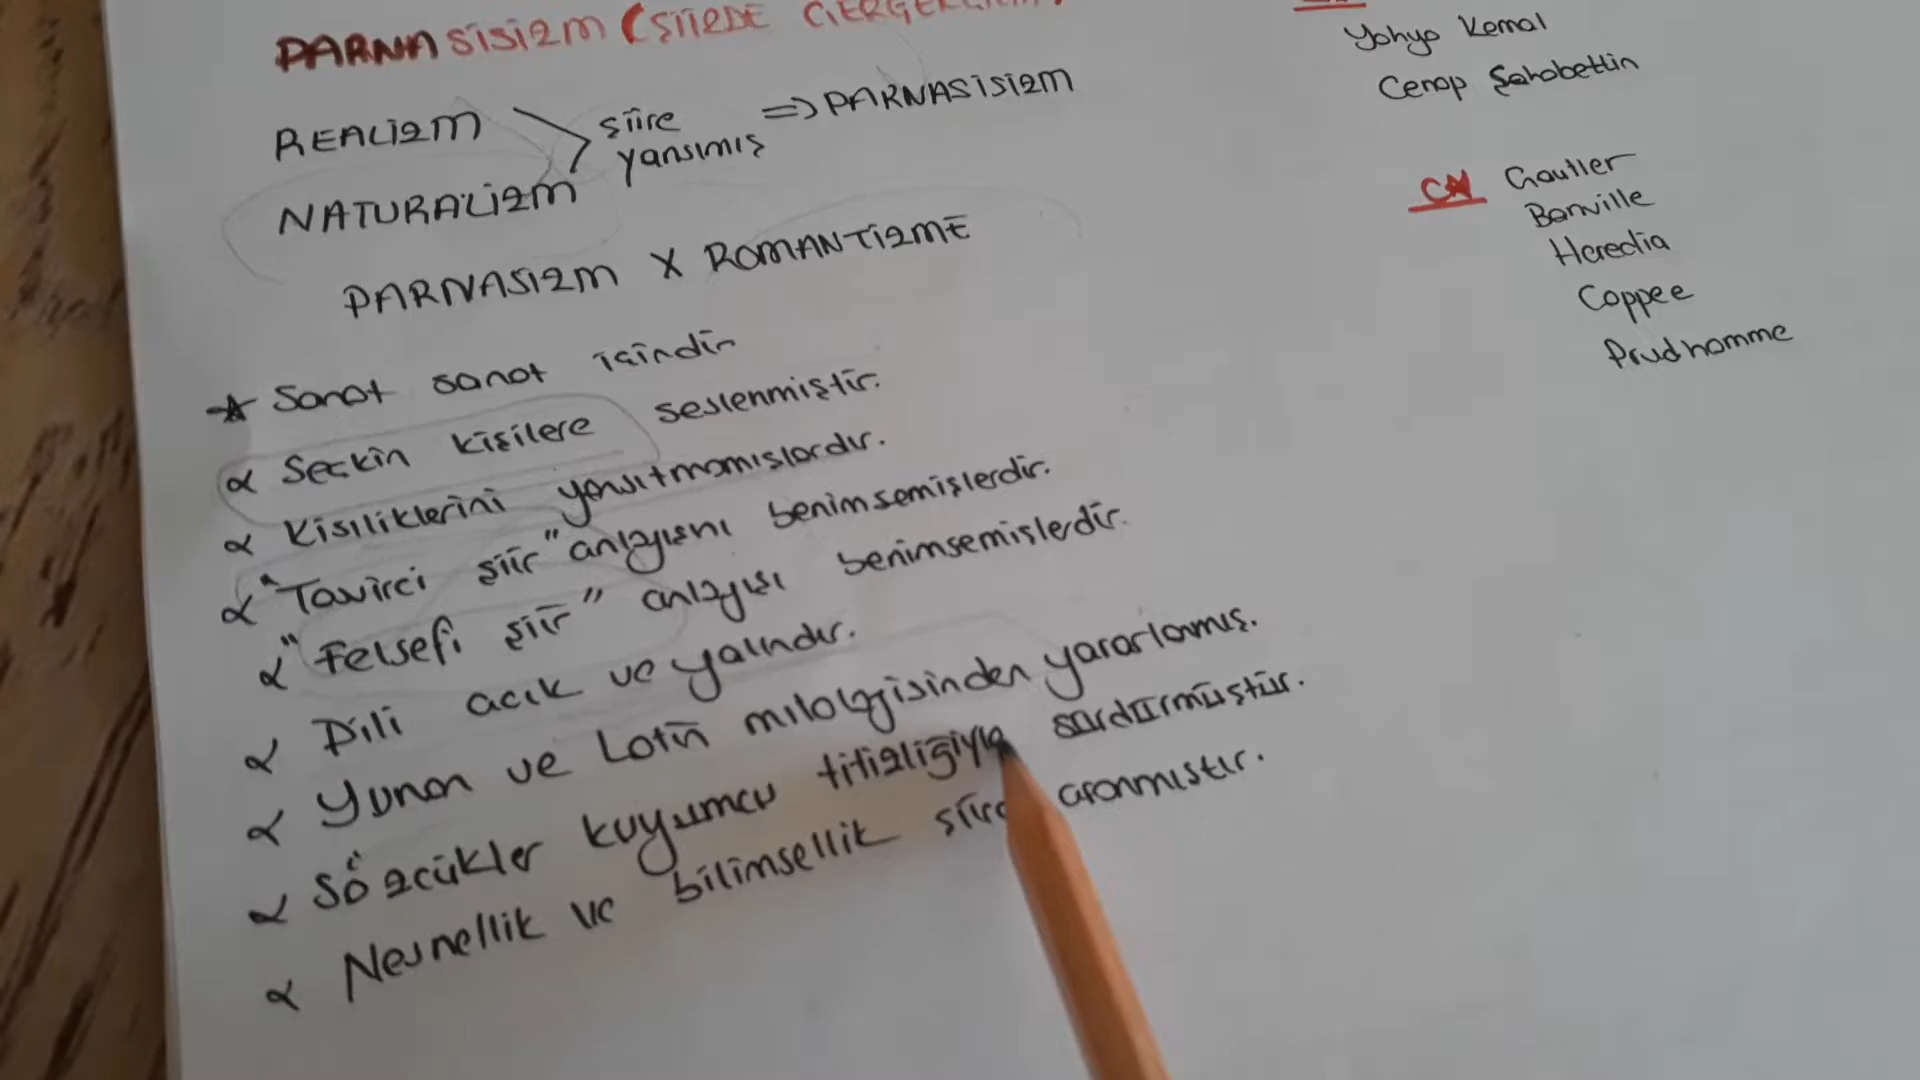 PARNASİSİZM (ŞİİRDE GERÇEKÇİLİK)
REALİZM
NATURALİZM
şiire
yansımış
=> PARNASİSİZM
PARNASİZM X ROMANTİZME
☆ Sanat sanat içindir
α Seçkin kişilere seslenmiştir.
α Kişiliklerini yansıtmamışlardır.
α "Tasvirci şiir" anlayışını benimsemişlerdir.
α "Felsefi şiir" anlayışı benimsemişlerdir.
α Dili açık ve yalındır.
α Yunan ve Latin mitolojisinden yararlanmış.
α Sözcükler kuyumcu titizliğiyle
α Nesnellik ve bilimsellik aranmıştır.
Yahya Kemal
Cenap Şahabettin
Gautier
Banville
Heredia
Coppee
Prudhomme